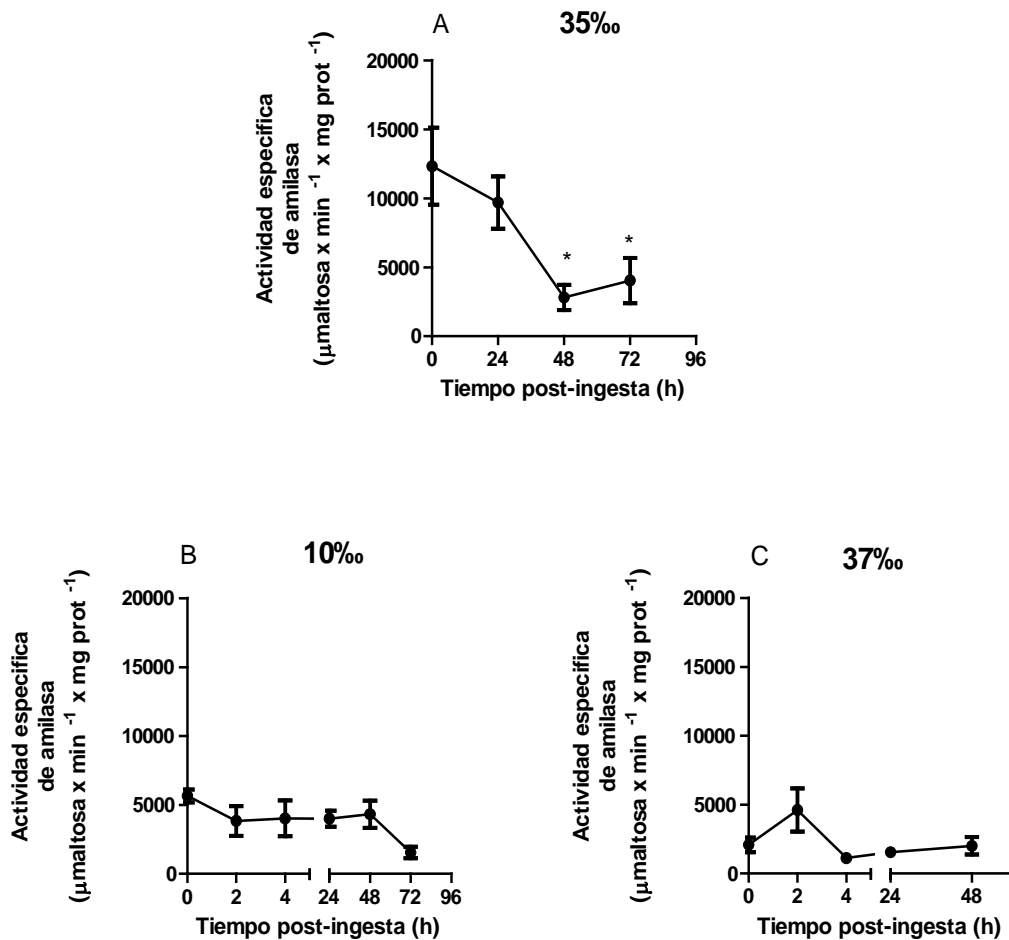 A 35‰
Actividad específica
de amilasa
(μmaltosa x min -1 x mg prot -1)
20000
15000
10000
5000
0
* *
0 24 48 72 96
Tiempo post-ingesta (h)
B 10‰
Actividad específica
de amilasa
(μmaltosa x min -1 x mg prot -1)
20000
15000
10000
5000
0
0 2 4 24 48 72 96
Tiempo post-ingesta (h)
C 37‰
Actividad específica
de amilasa
(μmaltosa x min -1 x mg prot -1)
20000
15000
10000
5000
0
0 2 4 24 48
Tiempo post-ingesta (h)